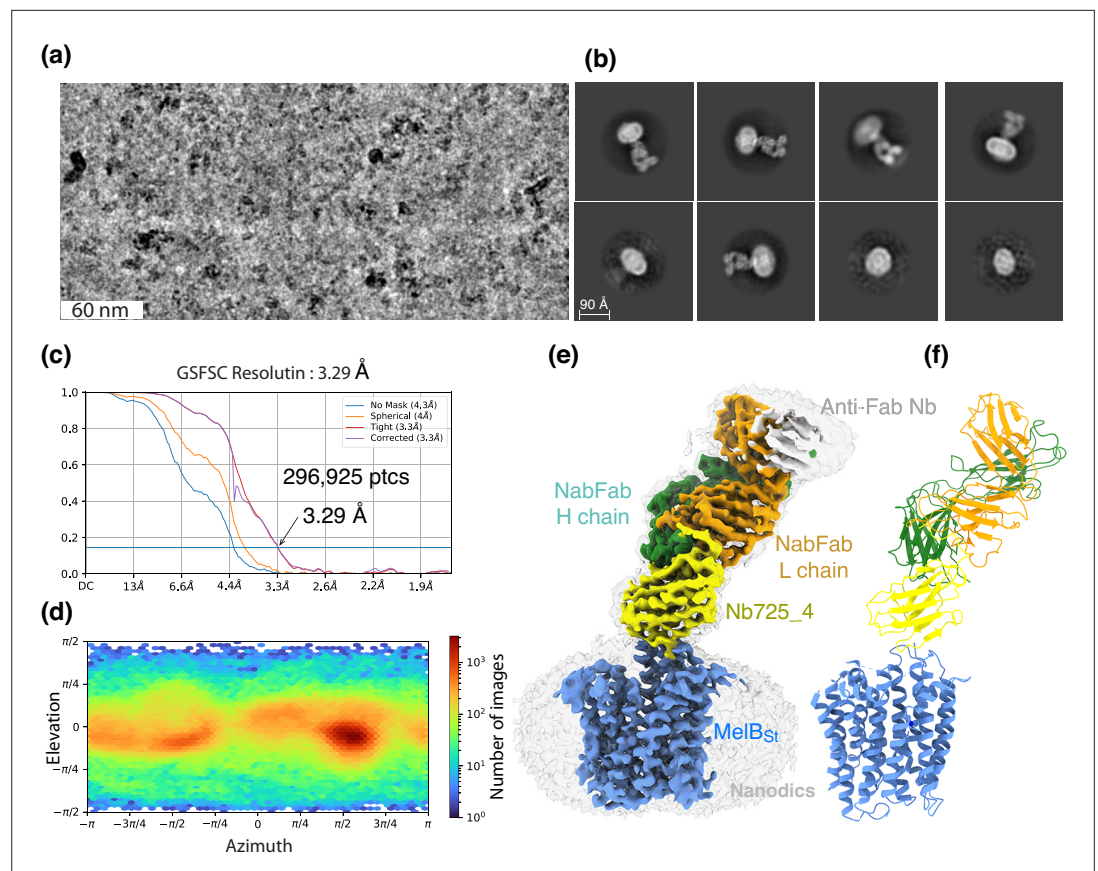 (a)
60 nm
(b)
90 Å
(c)
GSFSC Resolutin : 3.29 Å
1.0
0.8
0.6
0.4
0.2
0.0
DC
13Å
6.6Å
4.4Å
3.3Å
2.6Å
2.2Å
1.9Å
No Mask (4.3Å)
Spherical (4Å)
Tight (3.3Å)
Corrected (3.3Å)
296,925 ptcs
3.29 Å
(d)
Elevation
π/2
π/4
0
−π/4
−π/2
−π
−3π/4
−π/2
−π/4
0
π/4
π/2
3π/4
π
Azimuth
10³
10²
10¹
10⁰
Number of images
(e)
Anti-Fab Nb
NabFab
H chain
NabFab
L chain
Nb725_4
MelBSt
Nanodics
(f)